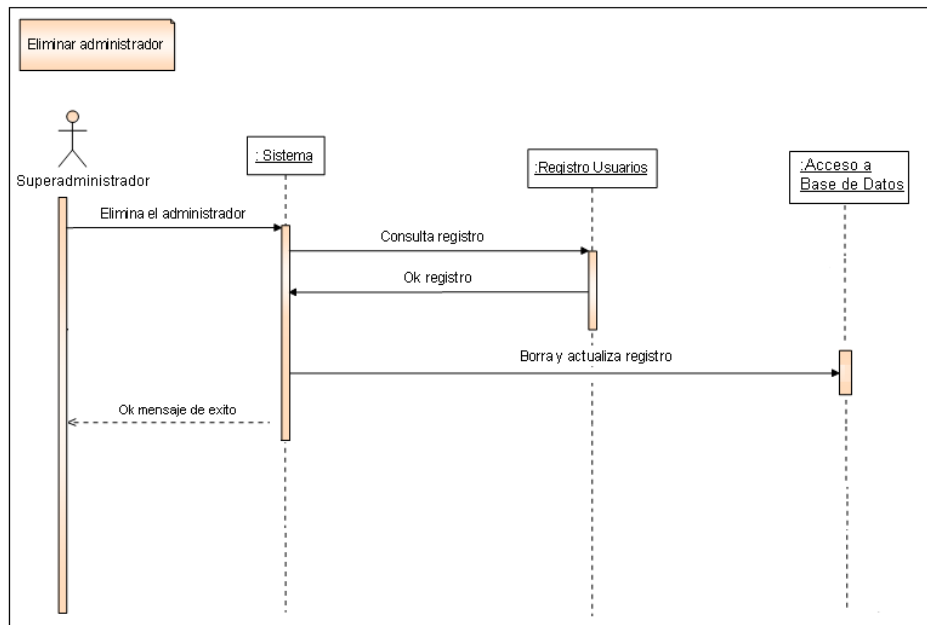 Eliminar administrador
Superadministrador
: Sistema
:Registro Usuarios
:Acceso a
Base de Datos
Elimina el administrador
Consulta registro
Ok registro
Borra y actualiza registro
Ok mensaje de exito